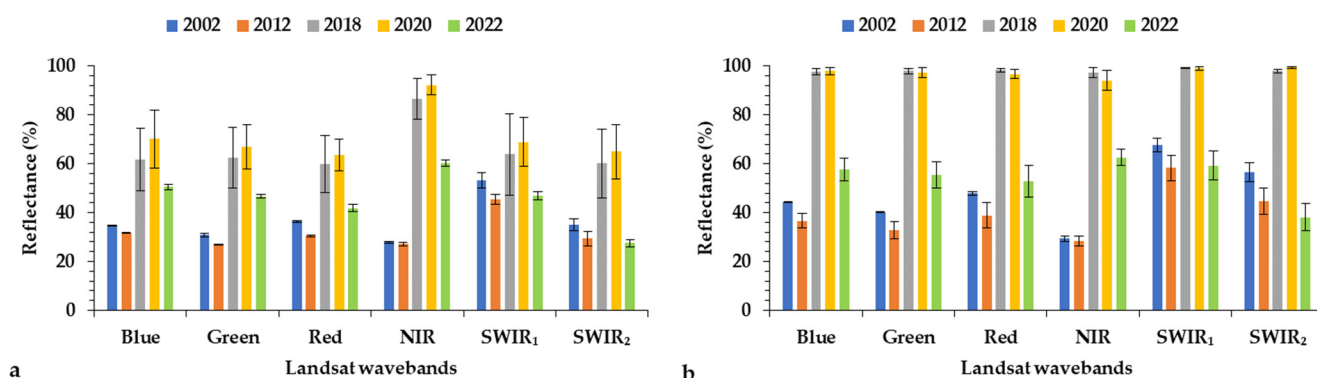 2002 2012 2018 2020 2022
100
80
60
40
20
0
Reflectance (%)
Blue Green Red NIR SWIR₁ SWIR₂
Landsat wavebands
a
2002 2012 2018 2020 2022
100
80
60
40
20
0
Reflectance (%)
Blue Green Red NIR SWIR₁ SWIR₂
Landsat wavebands
b